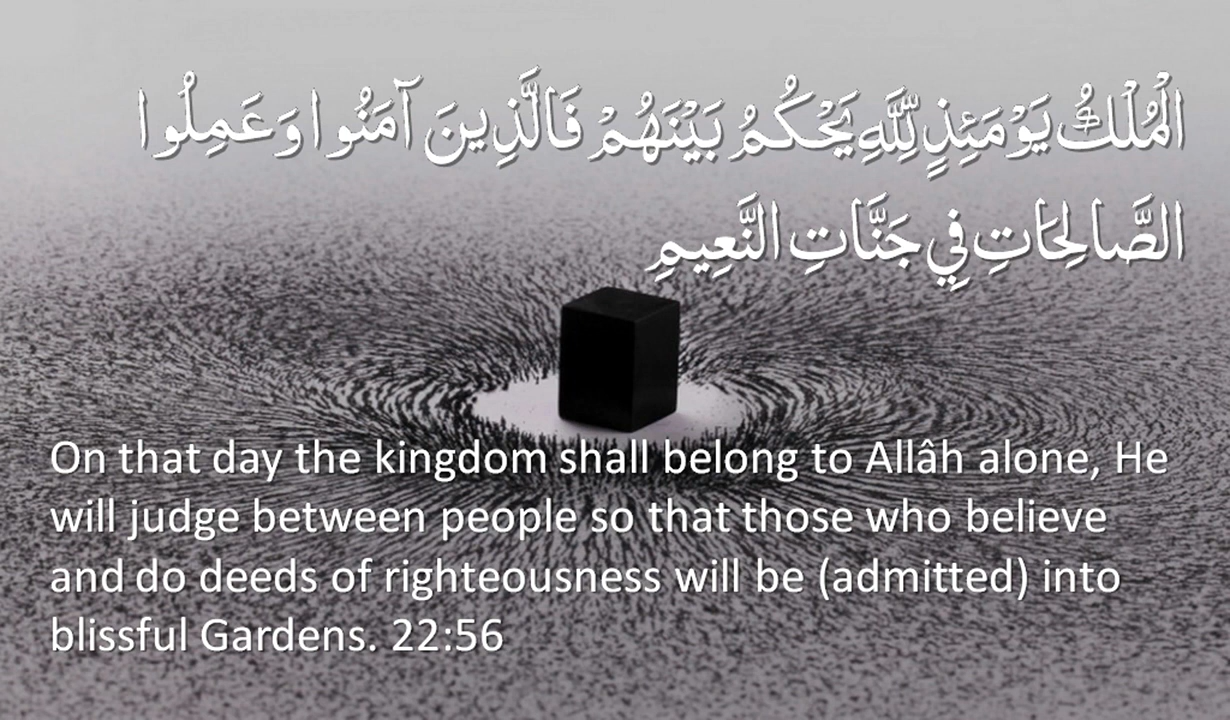 الْمُلْكُ يَوْمَئِذٍ لِلَّهِ يَحْكُمُ بَيْنَهُمْ فَالَّذِينَ آمَنُوا وَعَمِلُوا
الصَّالِحَاتِ فِي جَنَّاتِ النَّعِيمِ
On that day the kingdom shall belong to Allâh alone, He
will judge between people so that those who believe
and do deeds of righteousness will be (admitted) into
blissful Gardens. 22:56